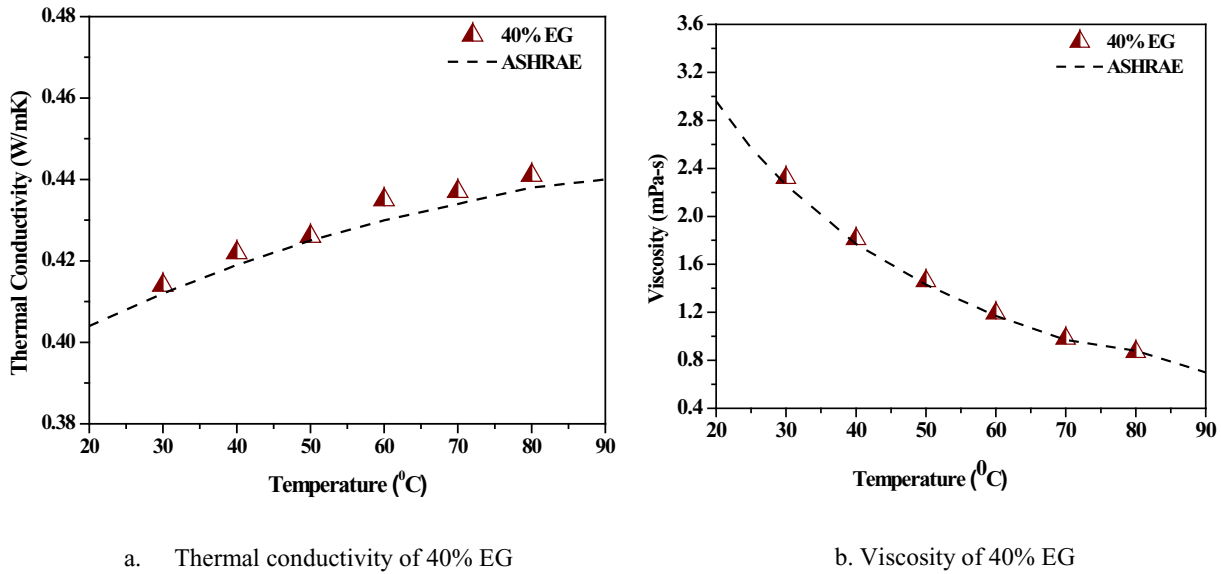 40% EG
ASHRAE
0.48
0.46
0.44
0.42
0.40
0.38
Thermal Conductivity (W/mK)
20 30 40 50 60 70 80 90
Temperature (⁰C)
a. Thermal conductivity of 40% EG
40% EG
ASHRAE
3.6
3.2
2.8
2.4
2.0
1.6
1.2
0.8
0.4
Viscosity (mPa-s)
20 30 40 50 60 70 80 90
Temperature (⁰C)
b. Viscosity of 40% EG